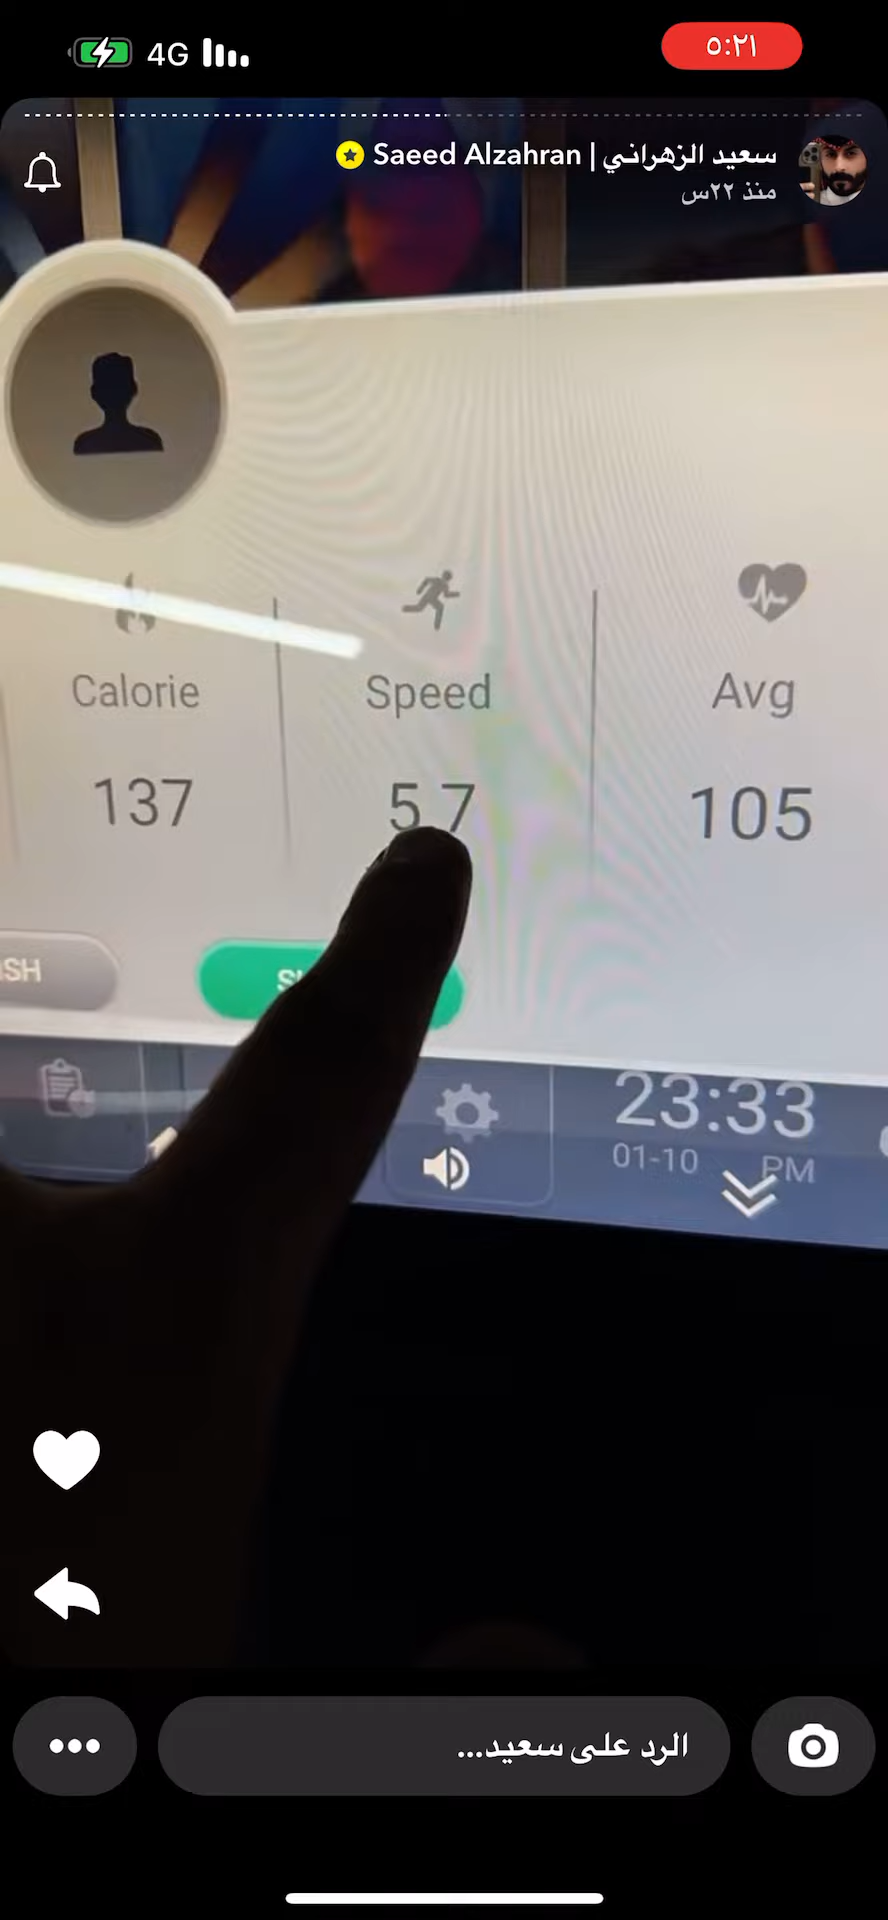 4G
٥:٢١
سعيد الزهراني | Saeed Alzahran
منذ ٢٢س
Calorie
Speed
Avg
137
5.7
105
23:33
01-10
PM
الرد على سعيد...